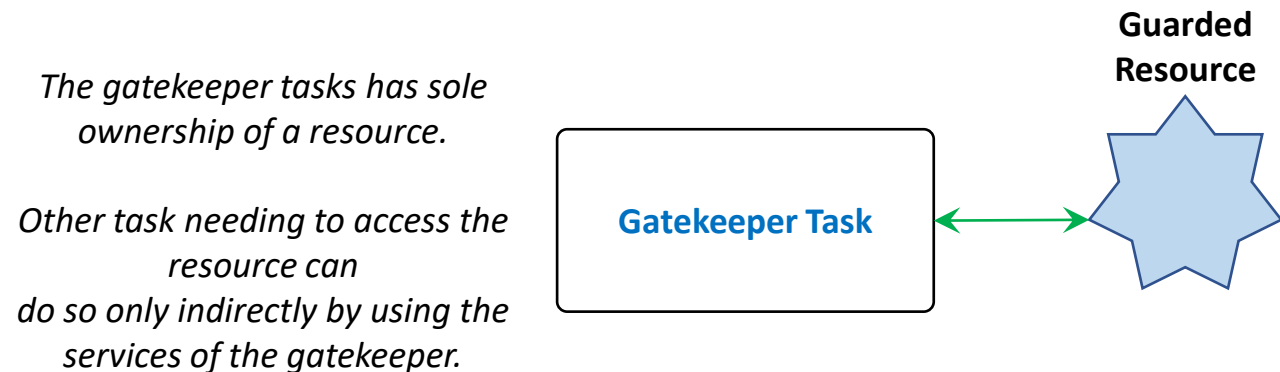 The gatekeeper tasks has sole
ownership of a resource.
Other task needing to access the
resource can
do so only indirectly by using the
services of the gatekeeper.
Gatekeeper Task
Guarded
Resource